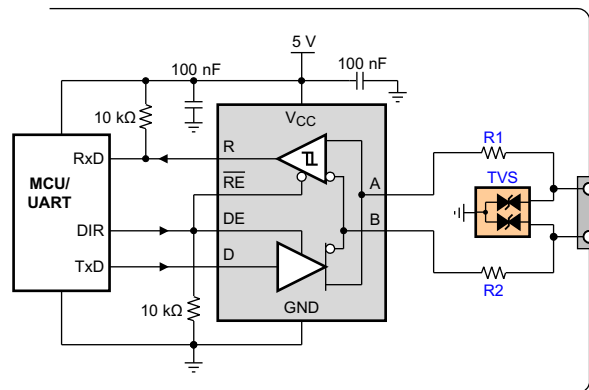 5 V
100 nF
100 nF
10 kΩ
VCC
R1
RxD
R
TVS
MCU/
UART
RE
A
DIR
DE
B
TxD
D
10 kΩ
GND
R2